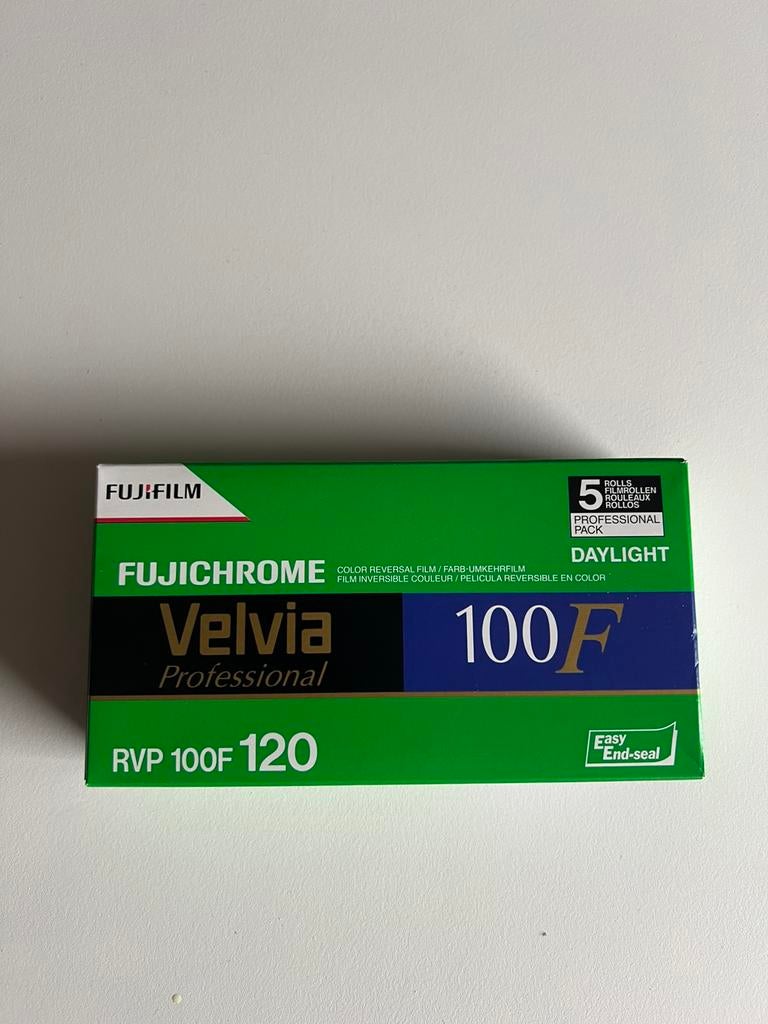 FUJIFILM
5 ROLLS
FILMROLLEN
ROULEAUX
ROLLOS
PROFESSIONAL
PACK
DAYLIGHT
FUJICHROME
COLOR REVERSAL FILM / FARB-UMKEHRFILM
FILM INVERSIBLE COULEUR / PELICULA REVERSIBLE EN COLOR
Velvia
Professional
100F
RVP 100F 120
Easy
End-seal